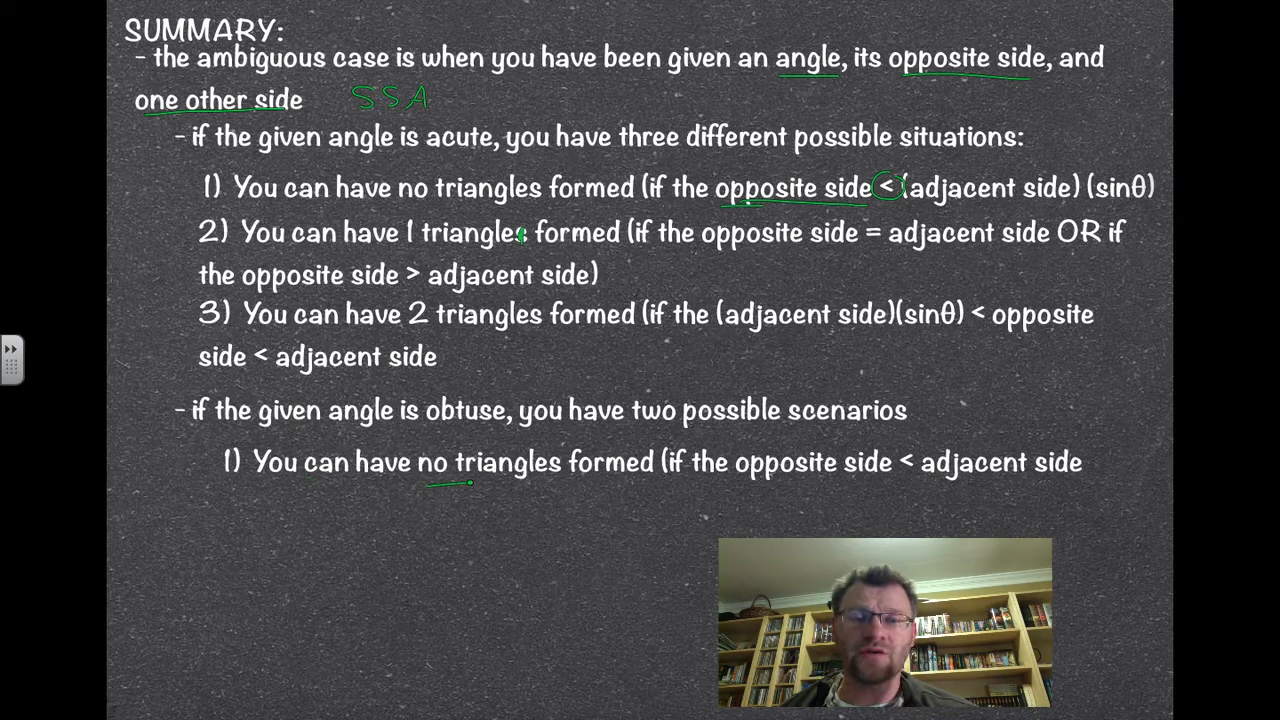 SUMMARY:
- the ambiguous case is when you have been given an angle, its opposite side, and
one other side SSA
- if the given angle is acute, you have three different possible situations:
1) You can have no triangles formed (if the opposite side < (adjacent side) (sinθ)
2) You can have 1 triangles formed (if the opposite side = adjacent side OR if
the opposite side > adjacent side)
3) You can have 2 triangles formed (if the (adjacent side)(sinθ) < opposite
side < adjacent side
- if the given angle is obtuse, you have two possible scenarios
1) You can have no triangles formed (if the opposite side < adjacent side